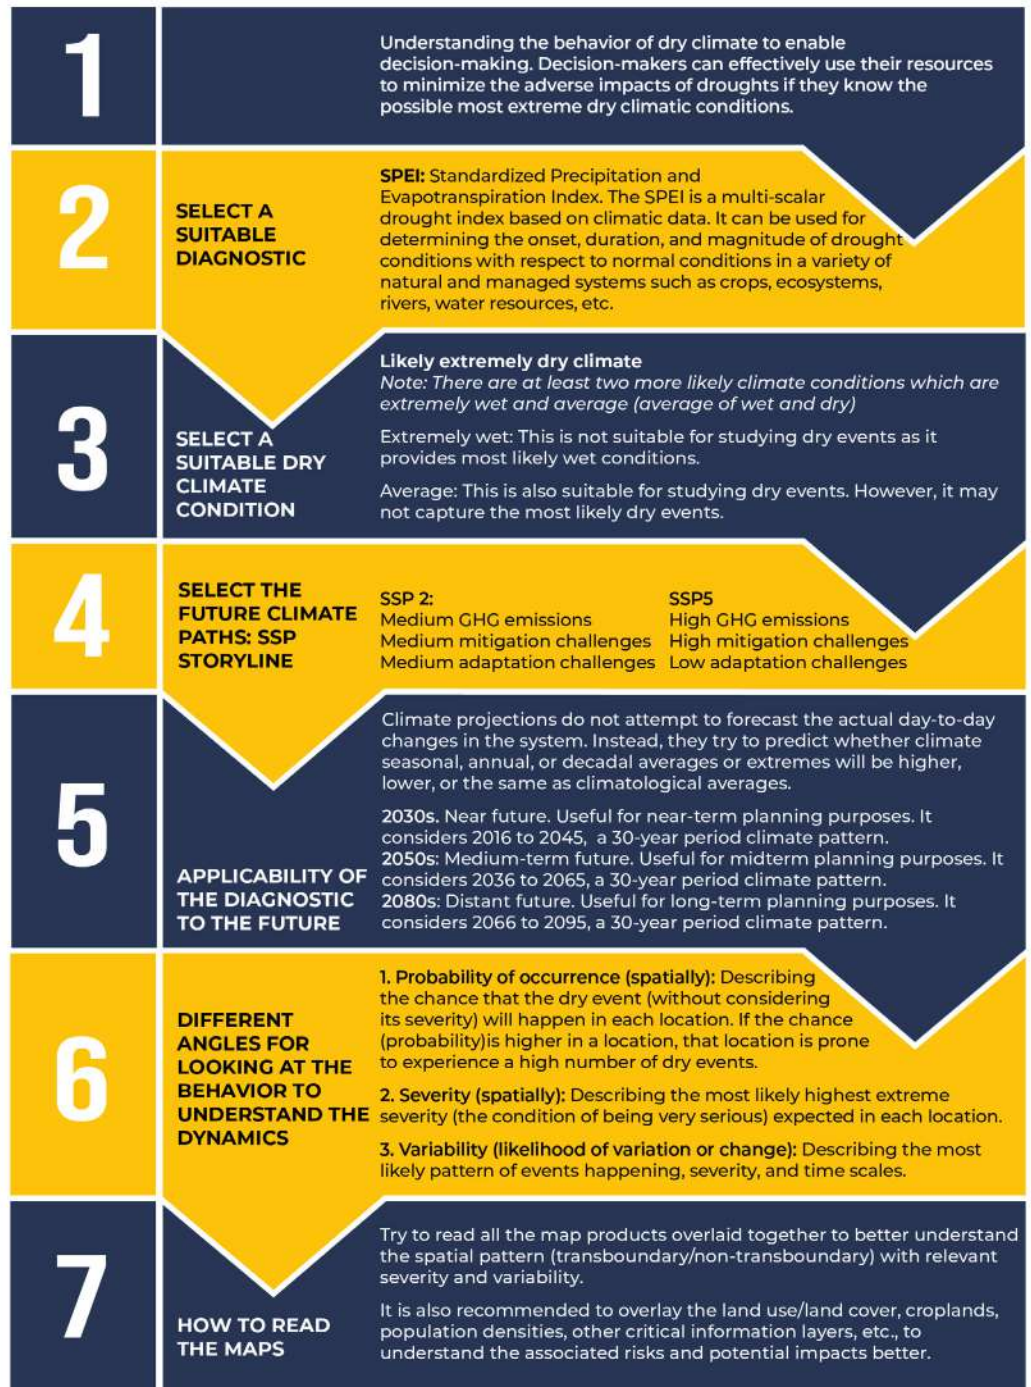 1
Understanding the behavior of dry climate to enable
decision-making. Decision-makers can effectively use their resources
to minimize the adverse impacts of droughts if they know the
possible most extreme dry climatic conditions.
2
SELECT A
SUITABLE
DIAGNOSTIC
SPEI: Standardized Precipitation and
Evapotranspiration Index. The SPEI is a multi-scalar
drought index based on climatic data. It can be used for
determining the onset, duration, and magnitude of drought
conditions with respect to normal conditions in a variety of
natural and managed systems such as crops, ecosystems,
rivers, water resources, etc.
3
SELECT A
SUITABLE DRY
CLIMATE
CONDITION
Likely extremely dry climate
Note: There are at least two more likely climate conditions which are
extremely wet and average (average of wet and dry)
Extremely wet: This is not suitable for studying dry events as it
provides most likely wet conditions.
Average: This is also suitable for studying dry events. However, it may
not capture the most likely dry events.
4
SELECT THE
FUTURE CLIMATE
PATHS: SSP
STORYLINE
SSP 2:
Medium GHG emissions
Medium mitigation challenges
Medium adaptation challenges
SSP5
High GHG emissions
High mitigation challenges
Low adaptation challenges
5
APPLICABILITY OF
THE DIAGNOSTIC
TO THE FUTURE
Climate projections do not attempt to forecast the actual day-to-day
changes in the system. Instead, they try to predict whether climate
seasonal, annual, or decadal averages or extremes will be higher,
lower, or the same as climatological averages.
2030s. Near future. Useful for near-term planning purposes. It
considers 2016 to 2045, a 30-year period climate pattern.
2050s: Medium-term future. Useful for midterm planning purposes. It
considers 2036 to 2065, a 30-year period climate pattern.
2080s: Distant future. Useful for long-term planning purposes. It
considers 2066 to 2095, a 30-year period climate pattern.
6
DIFFERENT
ANGLES FOR
LOOKING AT THE
BEHAVIOR TO
UNDERSTAND THE
DYNAMICS
1. Probability of occurrence (spatially): Describing
the chance that the dry event (without considering
its severity) will happen in each location. If the chance
(probability)is higher in a location, that location is prone
to experience a high number of dry events.
2. Severity (spatially): Describing the most likely highest extreme
severity (the condition of being very serious) expected in each location.
3. Variability (likelihood of variation or change): Describing the most
likely pattern of events happening, severity, and time scales.
7
HOW TO READ
THE MAPS
Try to read all the map products overlaid together to better understand
the spatial pattern (transboundary/non-transboundary) with relevant
severity and variability.
It is also recommended to overlay the land use/land cover, croplands,
population densities, other critical information layers, etc., to
understand the associated risks and potential impacts better.